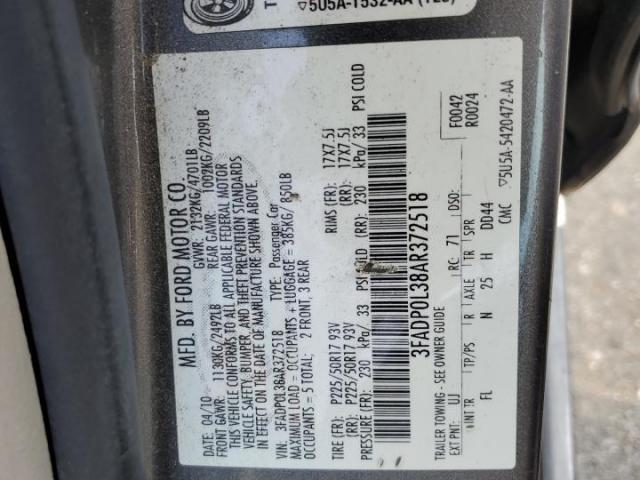 5U5A-1532-AA
MFD. BY FORD MOTOR CO.
DATE: 04/10 GVWR: 2132KG/4701LB
FRONT GAWR: 1130KG/2492LB REAR GAWR: 1002KG/2209LB
THIS VEHICLE CONFORMS TO ALL APPLICABLE FEDERAL MOTOR
VEHICLE SAFETY, BUMPER, AND THEFT PREVENTION STANDARDS
IN EFFECT ON THE DATE OF MANUFACTURE SHOWN ABOVE.
VIN: 3FADP0L38AR372518 TYPE: Passenger Car
MAXIMUM LOAD = OCCUPANTS + LUGGAGE = 385KG/ 850LB
OCCUPANTS = 5 TOTAL: 2 FRONT, 3 REAR
TIRE (FR): P225/50R17 93V RIMS (FR): 17X7.5J
(RR): P225/50R17 93V (RR): 17X7.5J
PRESSURE (FR): 230 kPa/ 33 PSI COLD (RR): 230 kPa/ 33 PSI COLD
3FADP0L38AR372518
TRAILER TOWING - SEE OWNER GUIDE F0042
EXT PNT: UJ RC: 71 DSO: R0024
INT TR TP/PS R AXLE TR SPR
FL N 25 H DD44
CMC 5U5A-5420472-AA